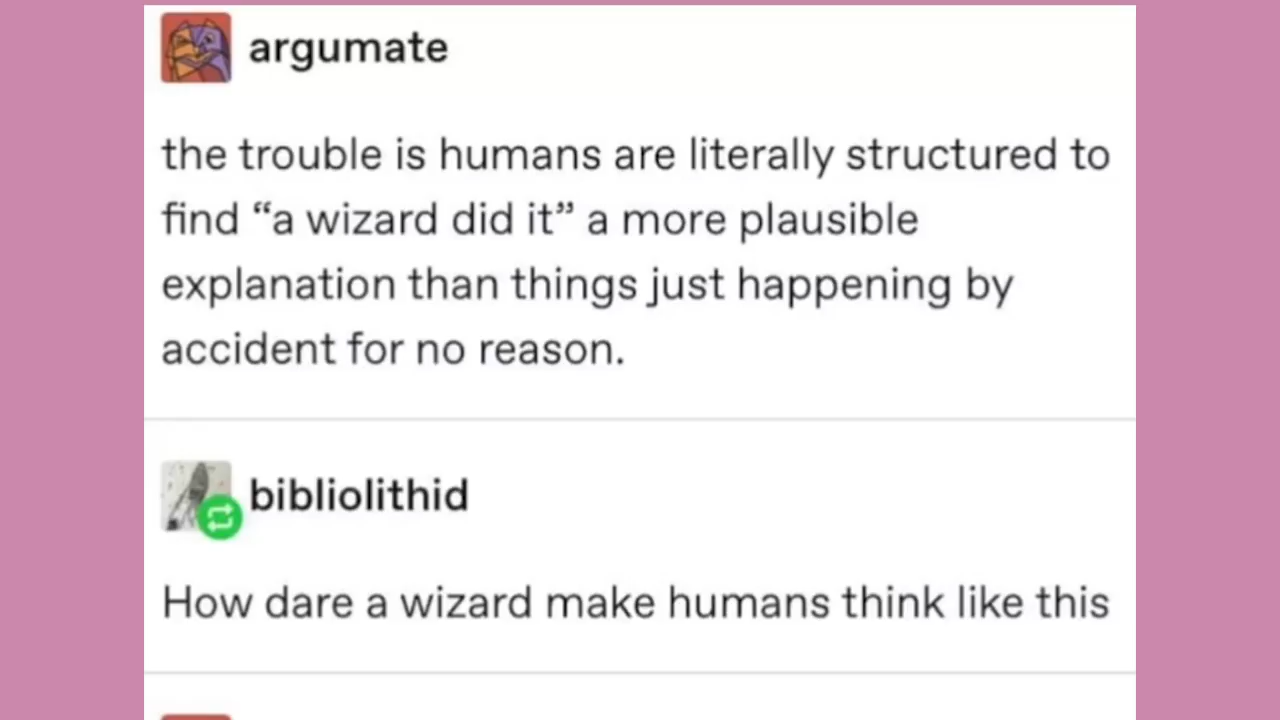 argumate
the trouble is humans are literally structured to
find “a wizard did it” a more plausible
explanation than things just happening by
accident for no reason.
bibliolithid
How dare a wizard make humans think like this